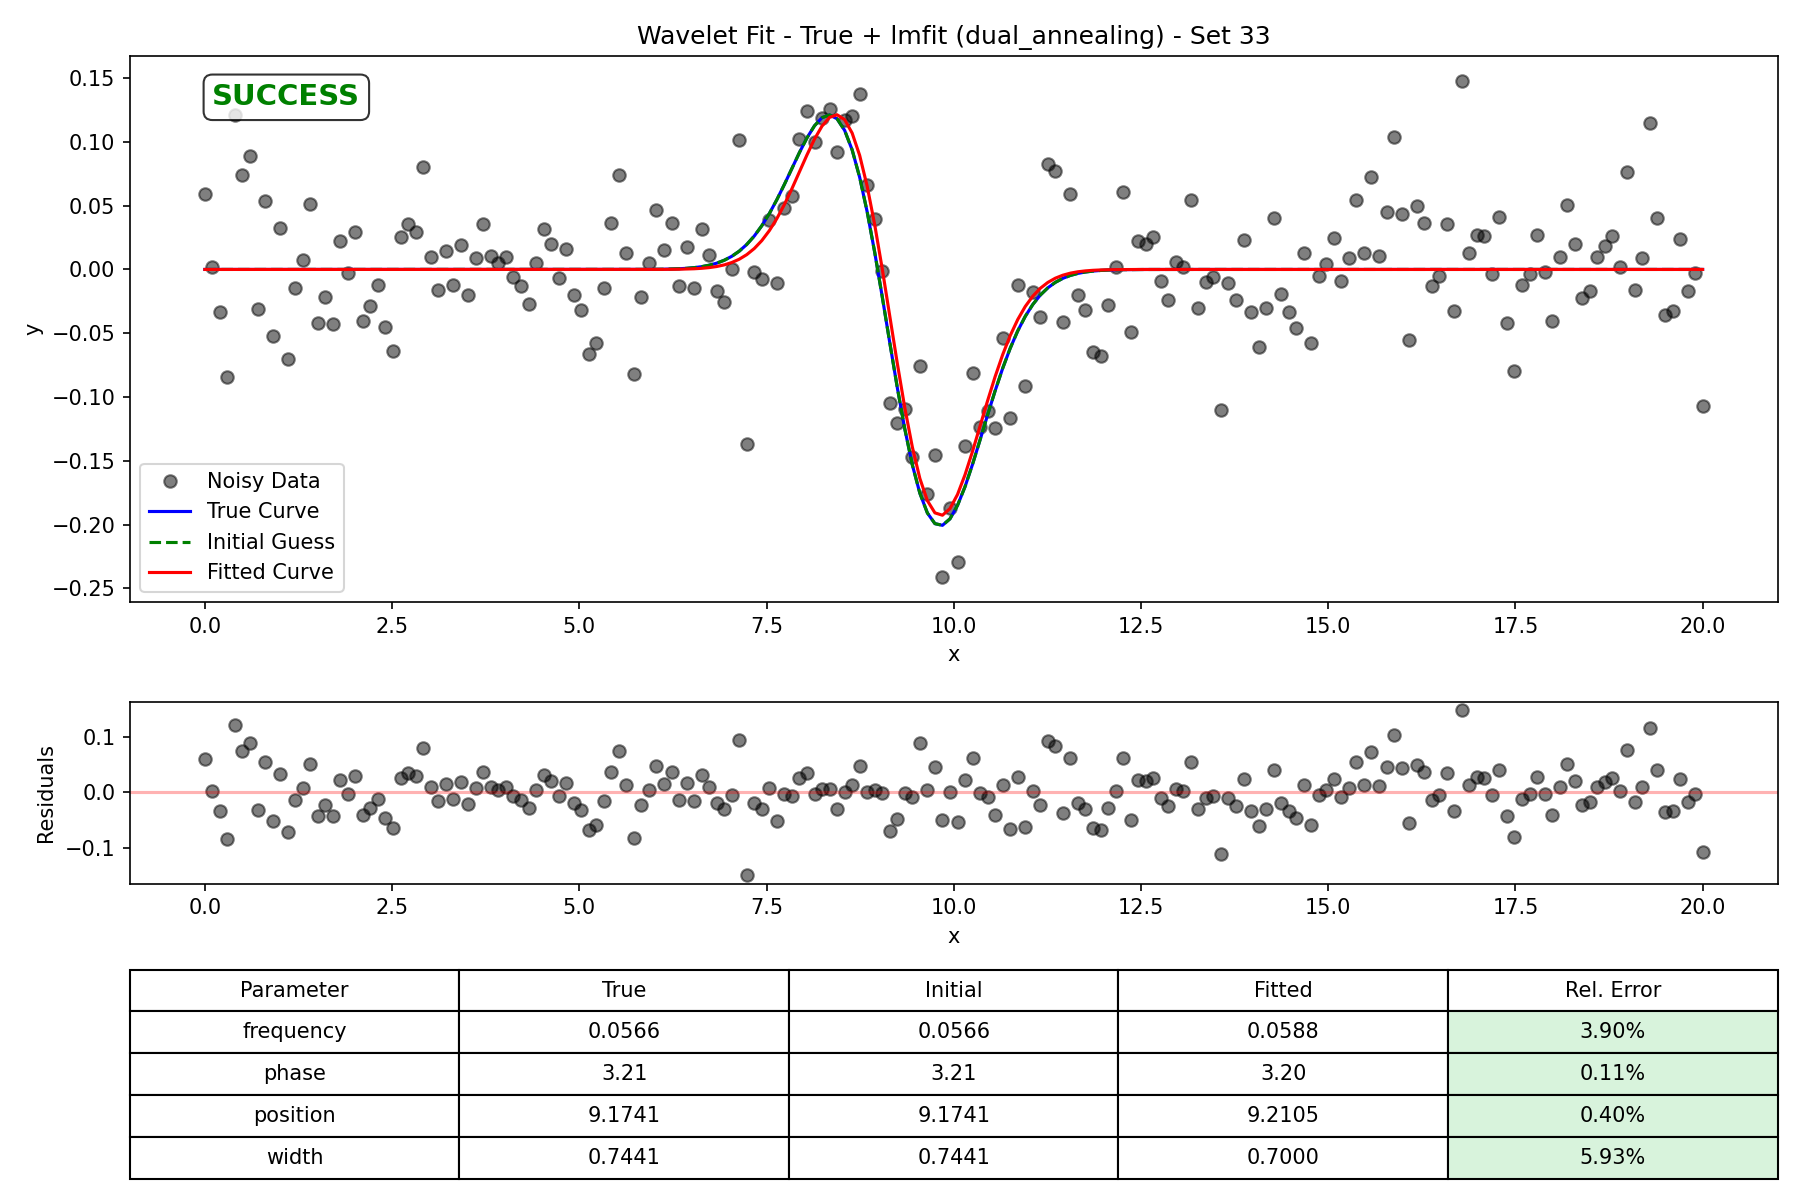 Wavelet Fit - True + lmfit (dual_annealing) - Set 33
SUCCESS
0.15
0.10
0.05
0.00
−0.05
−0.10
−0.15
−0.20
−0.25
y
Noisy Data
True Curve
Initial Guess
Fitted Curve
0.0 2.5 5.0 7.5 10.0 12.5 15.0 17.5 20.0
x
0.1
0.0
−0.1
Residuals
0.0 2.5 5.0 7.5 10.0 12.5 15.0 17.5 20.0
x
Parameter True Initial Fitted Rel. Error
frequency 0.0566 0.0566 0.0588 3.90%
phase 3.21 3.21 3.20 0.11%
position 9.1741 9.1741 9.2105 0.40%
width 0.7441 0.7441 0.7000 5.93%